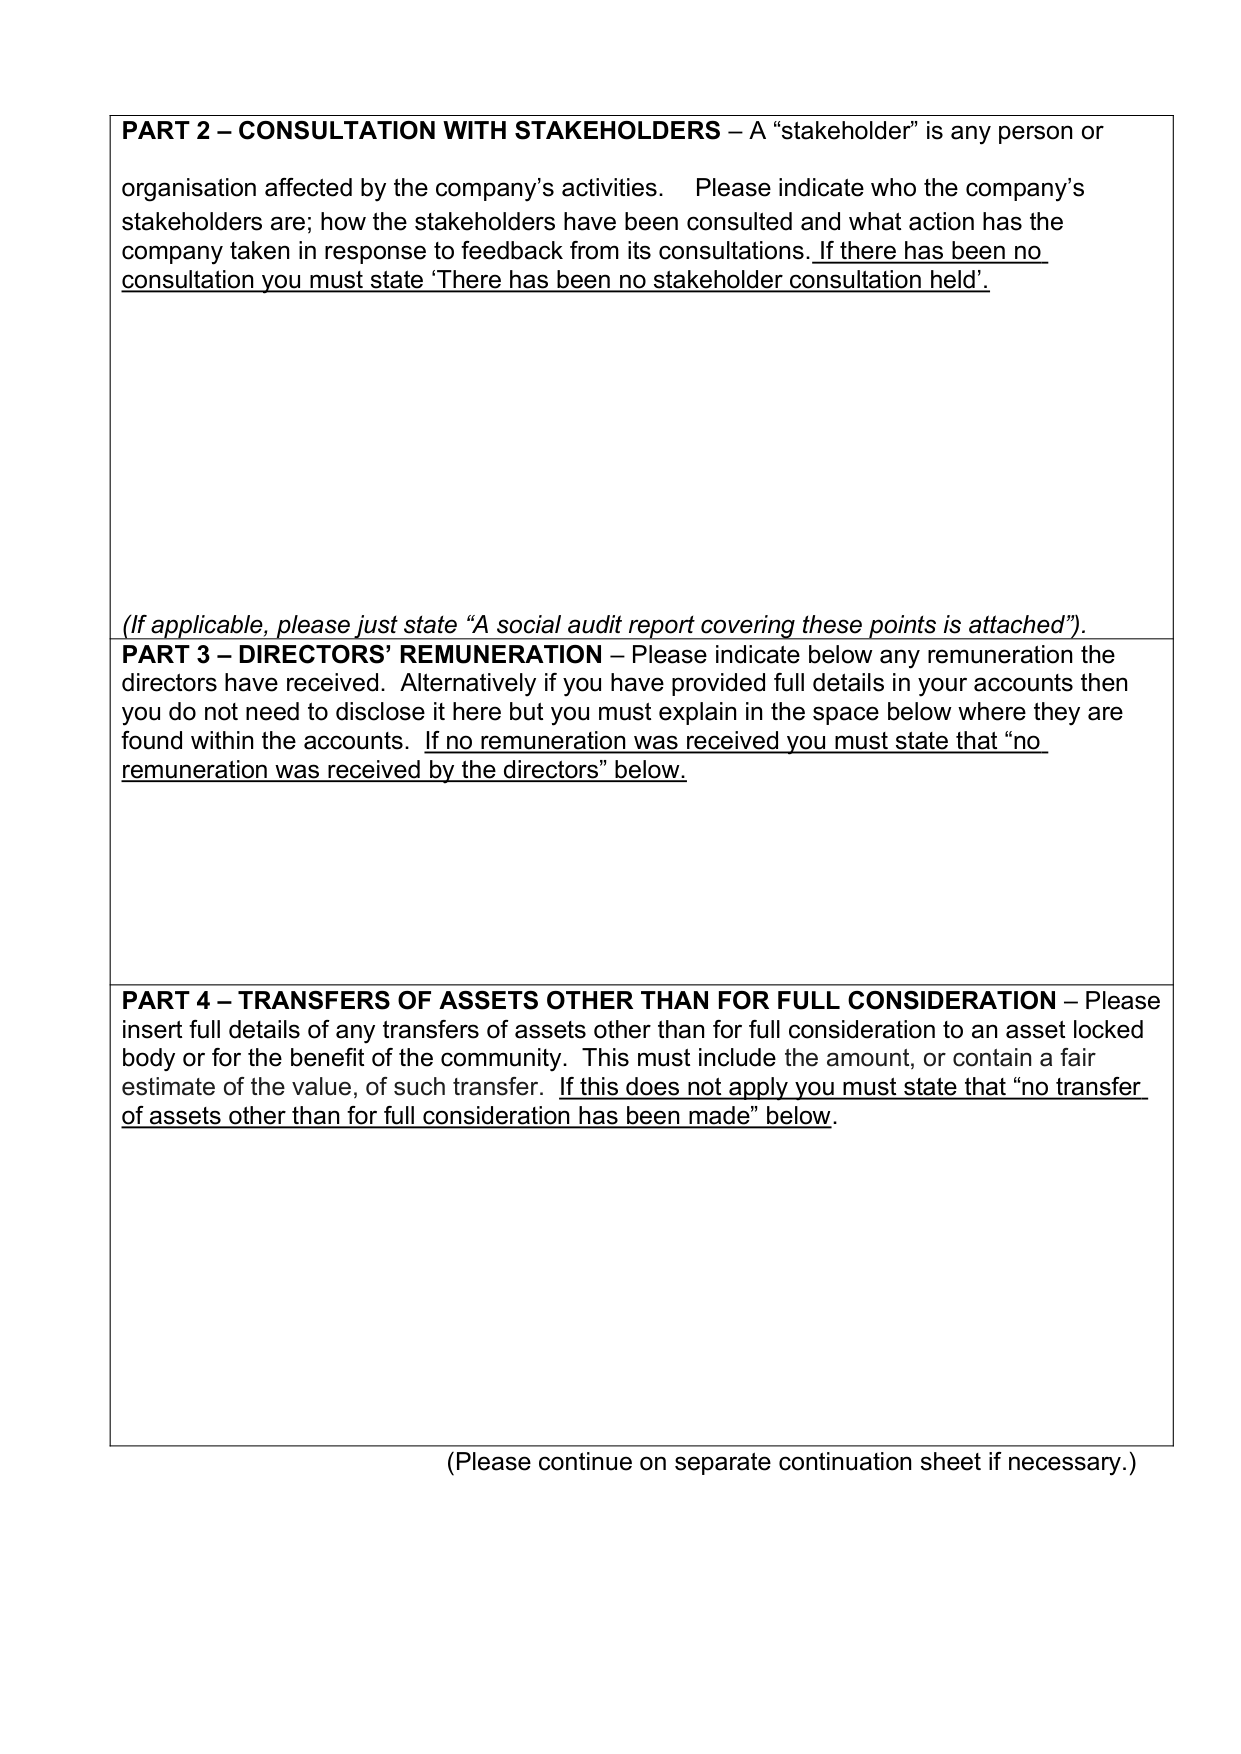 PART 2 – CONSULTATION WITH STAKEHOLDERS – A “stakeholder” is any person or
organisation affected by the company’s activities.    Please indicate who the company’s
stakeholders are; how the stakeholders have been consulted and what action has the
company taken in response to feedback from its consultations. If there has been no
consultation you must state ‘There has been no stakeholder consultation held’.
(If applicable, please just state “A social audit report covering these points is attached”).
PART 3 – DIRECTORS’ REMUNERATION – Please indicate below any remuneration the
directors have received.  Alternatively if you have provided full details in your accounts then
you do not need to disclose it here but you must explain in the space below where they are
found within the accounts.  If no remuneration was received you must state that “no
remuneration was received by the directors” below.
PART 4 – TRANSFERS OF ASSETS OTHER THAN FOR FULL CONSIDERATION – Please
insert full details of any transfers of assets other than for full consideration to an asset locked
body or for the benefit of the community.  This must include the amount, or contain a fair
estimate of the value, of such transfer.  If this does not apply you must state that “no transfer
of assets other than for full consideration has been made” below.
(Please continue on separate continuation sheet if necessary.)